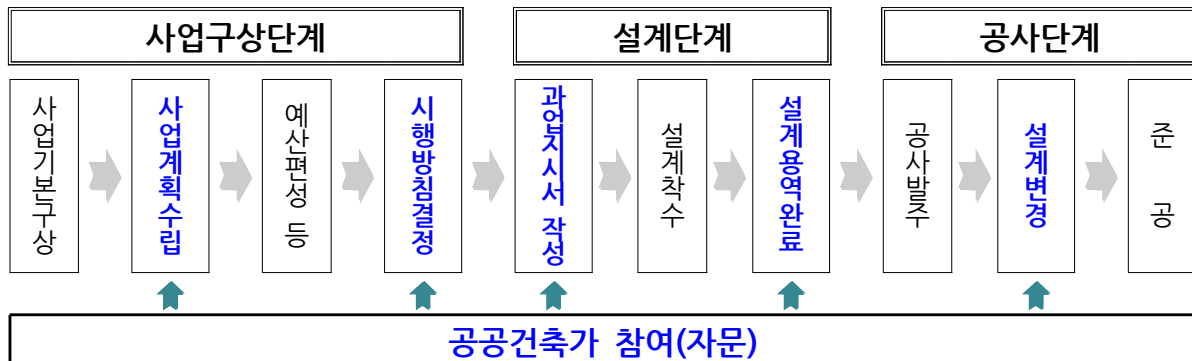 사업구상단계
설계단계
공사단계
사업기본구상
사업계획수립
예산편성 등
시행방침결정
과업지시서 작성
설계착수
설계용역완료
공사발주
설계변경
준 공
공공건축가 참여(자문)